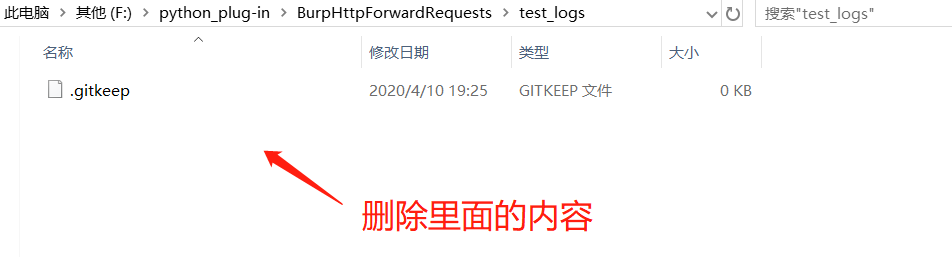 此电脑 > 其他 (F:) > python_plug-in > BurpHttpForwardRequests > test_logs 搜索"test_logs"
名称 修改日期 类型 大小
.gitkeep 2020/4/10 19:25 GITKEEP 文件 0 KB
删除里面的内容